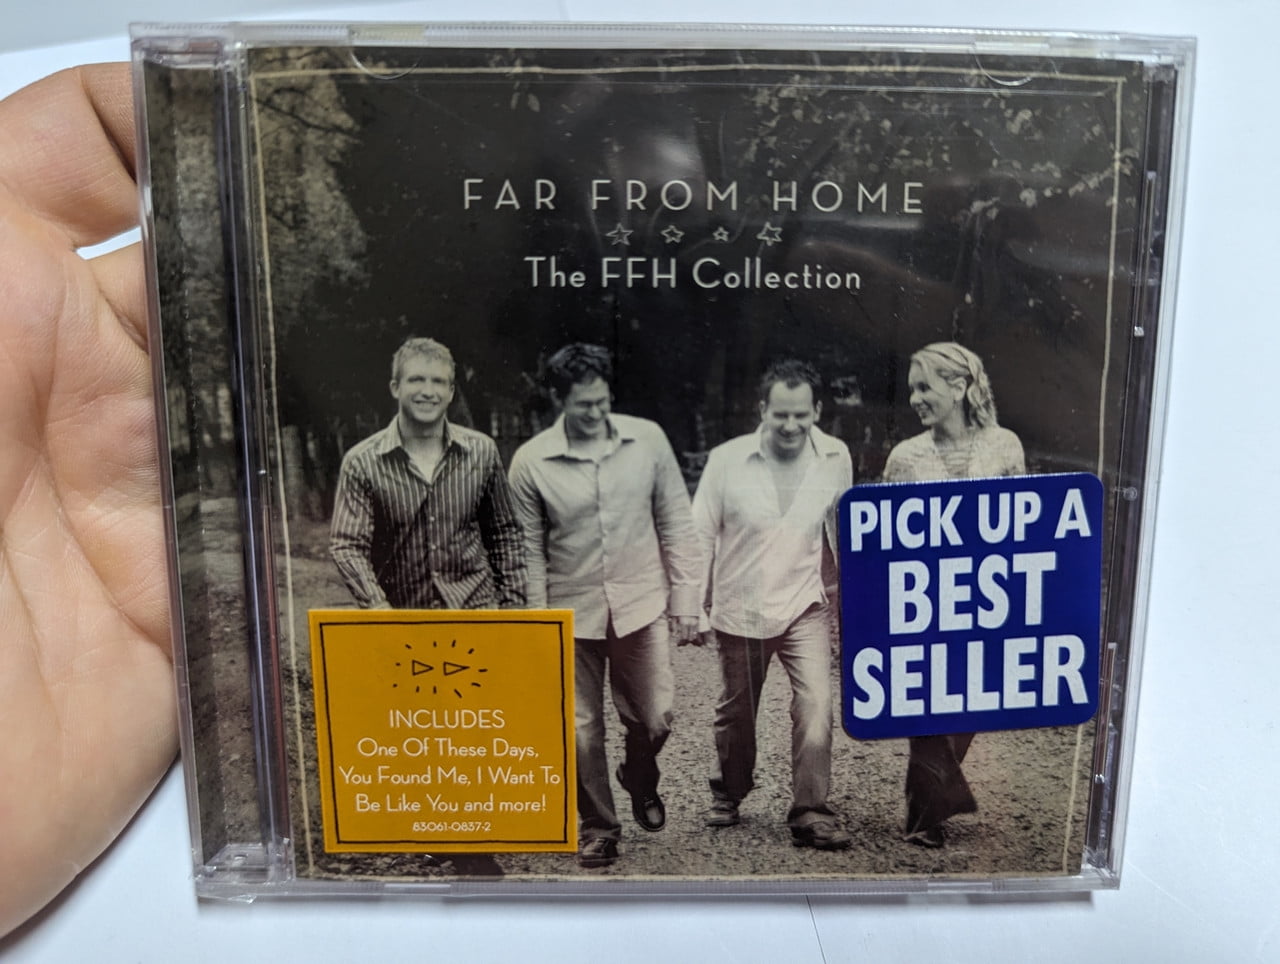 FAR FROM HOME
The FFH Collection
PICK UP A
BEST
SELLER
INCLUDES
One Of These Days,
You Found Me, I Want To
Be Like You and more!
83061-0837-2